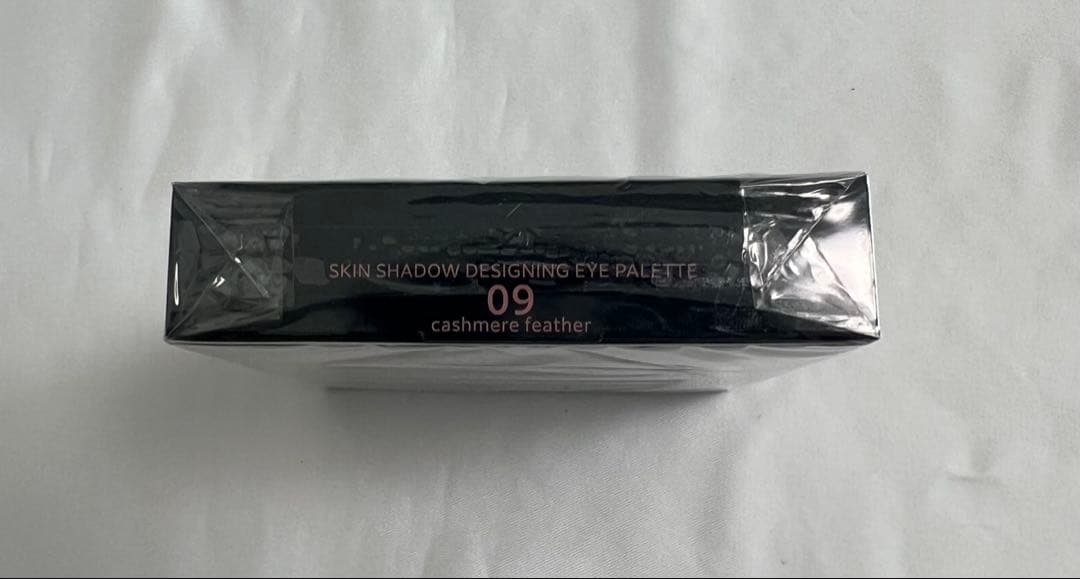 SKIN SHADOW DESIGNING EYE PALETTE
09
cashmere feather